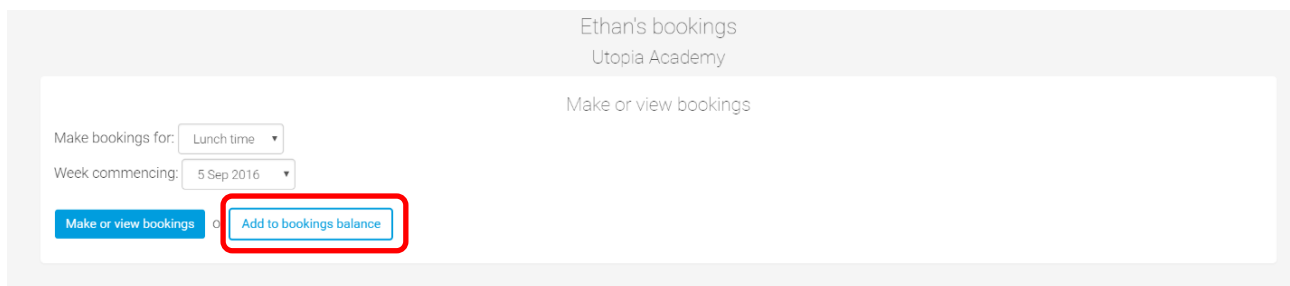 Ethan's bookings
Utopia Academy
Make or view bookings
Make bookings for: Lunch time
Week commencing: 5 Sep 2016
Make or view bookings o Add to bookings balance